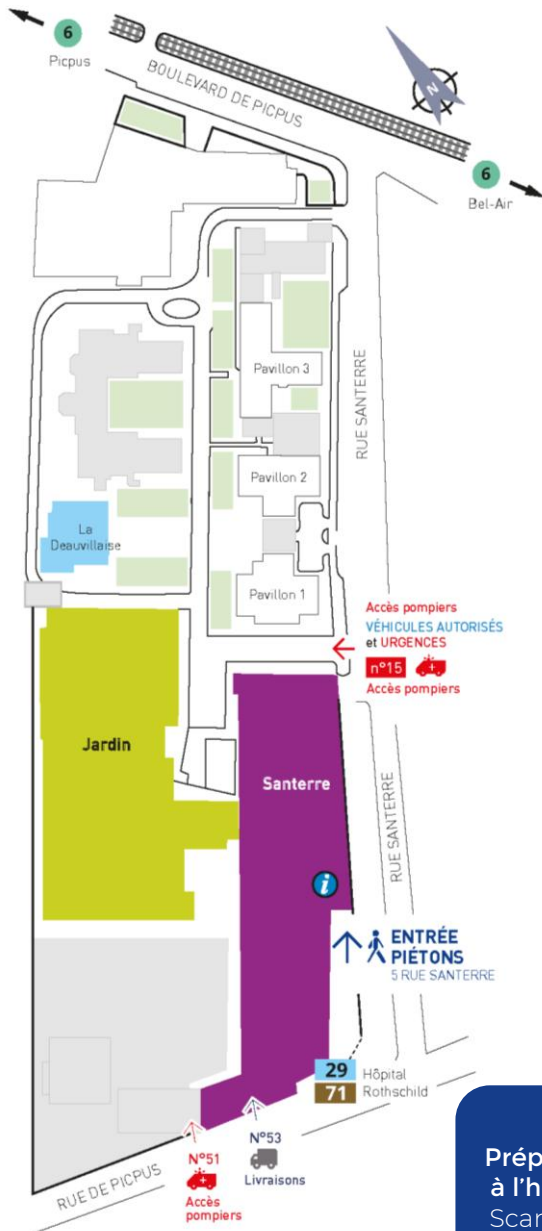 6
Picpus
BOULEVARD DE PICPUS
N
6
Bel-Air
RUE SANTERRE
Pavillon 3
Pavillon 2
La
Deauvillaise
Pavillon 1
Accès pompiers
VÉHICULES AUTORISÉS
et URGENCES
n°15
Accès pompiers
Jardin
Santerre
RUE SANTERRE
i
ENTRÉE
PIÉTONS
5 RUE SANTERRE
29
71
Hôpital
Rothschild
N°51
Accès
pompiers
N°53
Livraisons
RUE DE PICPUS
Prép
à l'h
Scar